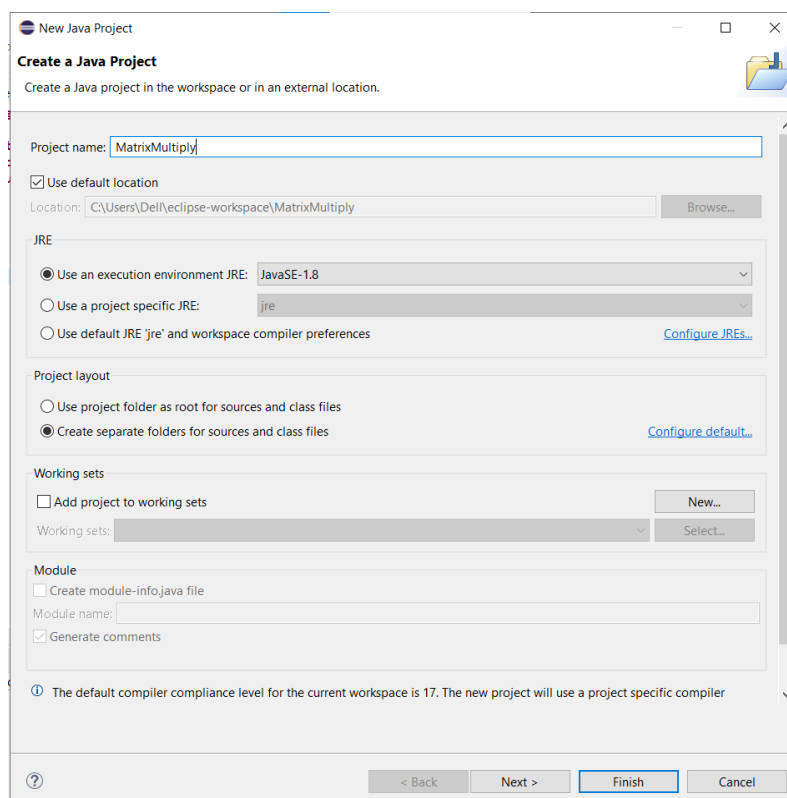 New Java Project
Create a Java Project
Create a Java project in the workspace or in an external location.
Project name: MatrixMultiply
Use default location
Location: C:\Users\Dell\eclipse-workspace\MatrixMultiply Browse...
JRE
Use an execution environment JRE: JavaSE-1.8
Use a project specific JRE: jre
Use default JRE 'jre' and workspace compiler preferences Configure JREs...
Project layout
Use project folder as root for sources and class files
Create separate folders for sources and class files Configure default...
Working sets
Add project to working sets New...
Working sets: Select...
Module
Create module-info.java file
Module name:
Generate comments
The default compiler compliance level for the current workspace is 17. The new project will use a project specific compiler
< Back Next > Finish Cancel